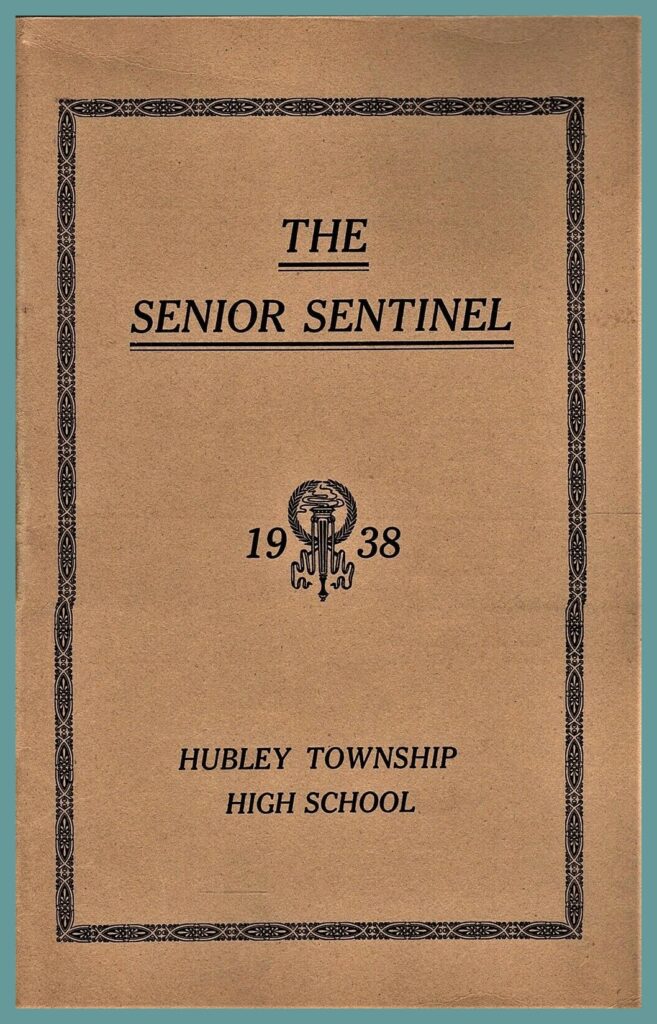 THE
SENIOR SENTINEL
19 38
HUBLEY TOWNSHIP
HIGH SCHOOL